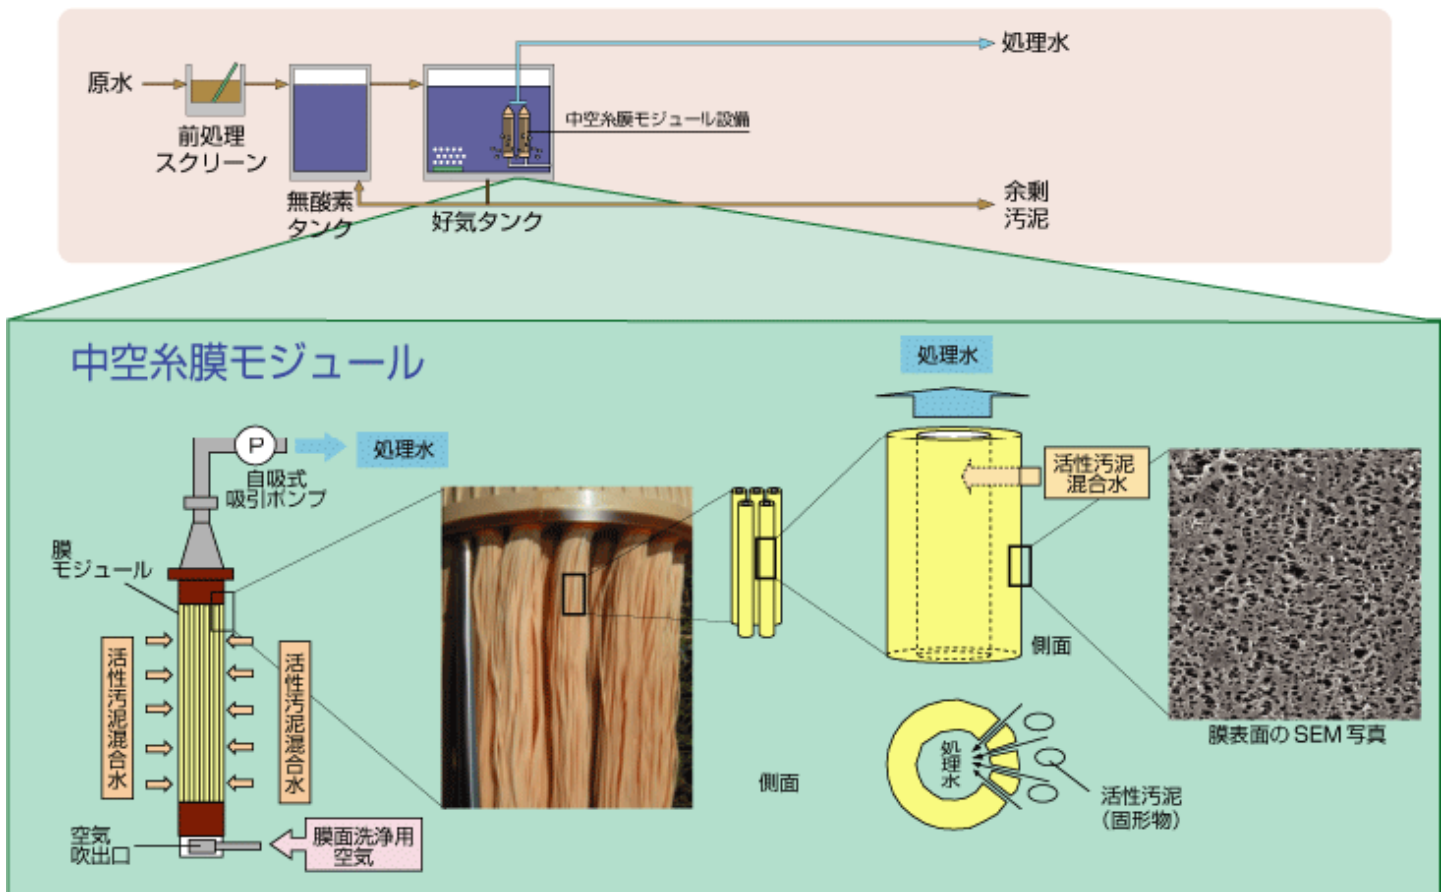 原水
前処理
スクリーン
無酸素
タンク
好気タンク
中空糸膜モジュール設備
処理水
余剰
汚泥
中空糸膜モジュール
P
処理水
自吸式
吸引ポンプ
膜
モジュール
活性汚泥混合水
活性汚泥混合水
空気
吹出口
膜面洗浄用
空気
側面
処理水
活性汚泥
混合水
側面
処理水
活性汚泥
(固形物)
膜表面のSEM写真